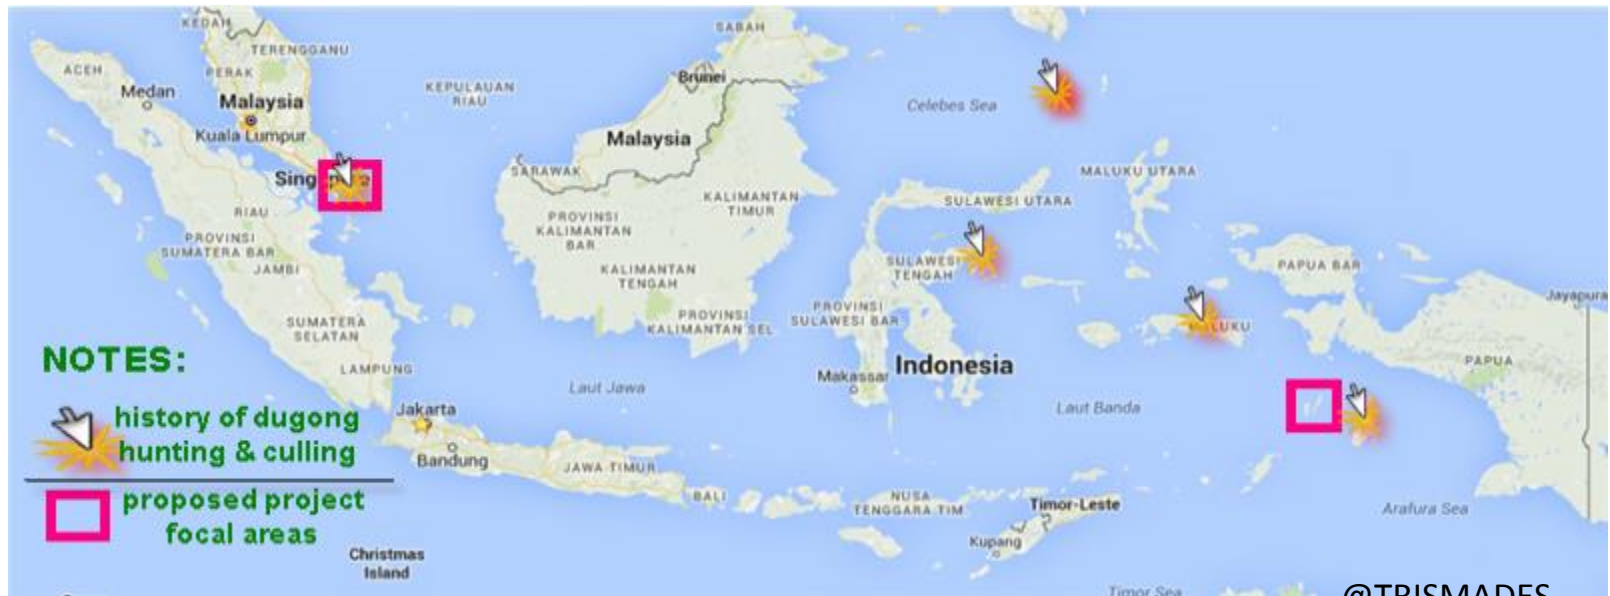 KEDAH
SABAH
TERENGGANU
ACEH
PERAK
Brunei
Medan
KEPULAUAN
RIAU
Malaysia
Celebes Sea
Kuala Lumpur
Malaysia
SARAWAK
MALUKU UTARA
KALIMANTAN
TIMUR
SULAWESI UTARA
RIAU
PROVINSI
KALIMANTAN
BAR
PROVINSI
SUMATERA BAR
JAMBI
SULAWESI
TENGAH
PAPUA BAR
KALIMANTAN
TENGAH
Jayapura
PROVINSI
SULAWESI BAR
PROVINSI
KALIMANTAN SEL
SUMATERA
SELATAN
NOTES:
LAMPUNG
Makassar
Indonesia
PAPUA
Laut Jawa
Laut Banda
Jakarta
history of dugong
hunting & culling
Bandung
JAWA TIMUR
BALI
NUSA
TENGGARA TIM
Timor-Leste
Arafura Sea
proposed project
focal areas
Kupang
Christmas
Island
Timor Sea
@TRISMADES